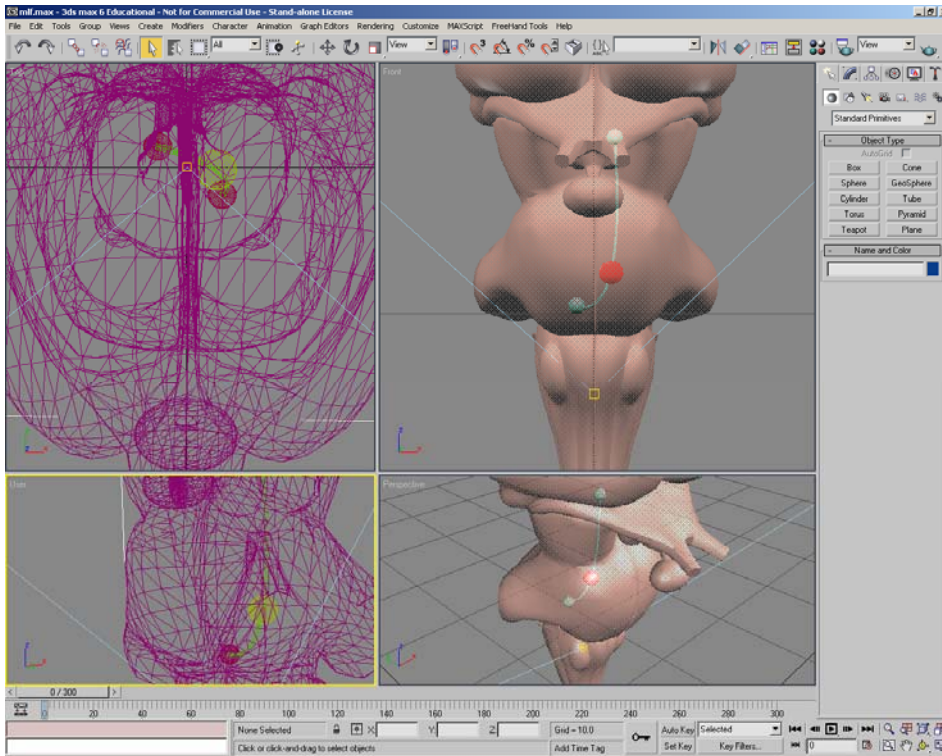 mlf.max - 3ds max 6 Educational - Not for Commercial Use - Stand-alone License
File Edit Tools Group Views Create Modifiers Character Animation Graph Editors Rendering Customize MAXScript FreeHand Tools Help
All View View
Front
Standard Primitives
- Object Type
AutoGrid
Box Cone
Sphere GeoSphere
Cylinder Tube
Torus Pyramid
Teapot Plane
- Name and Color
User Perspective
< 0 / 300 >
0 20 40 60 80 100 120 140 160 180 200 220 240 260 280 300
None Selected X: Y: Z: Grid = 10.0 Auto Key Selected
Click or click-and-drag to select objects Add Time Tag Set Key Key Filters... 0